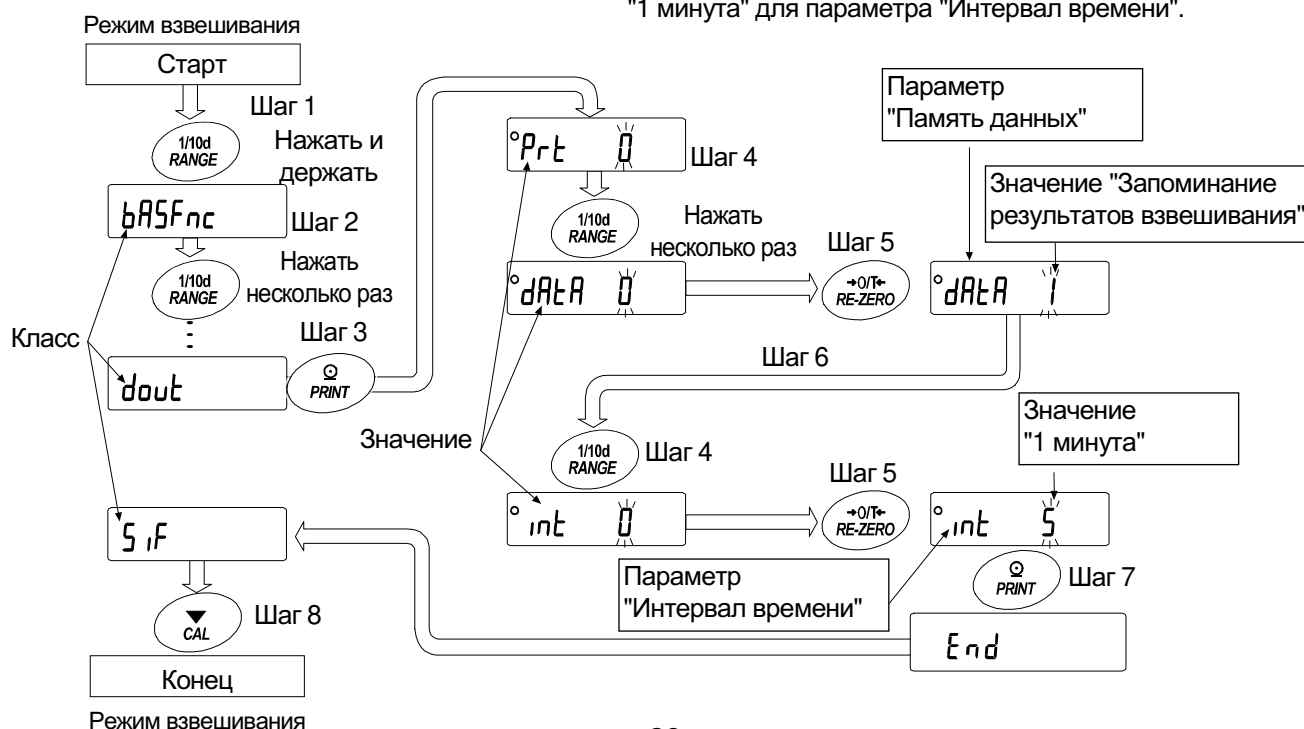 "1 минута" для параметра "Интервал времени".
Режим взвешивания
Старт
Шаг 1
1/10d
RANGE
Нажать и
держать
bASFnc
Шаг 2
1/10d
RANGE
Нажать
несколько раз
Класс
Шаг 3
dout
PRINT
Prt 0
Шаг 4
1/10d
RANGE
Нажать
несколько раз
dAtA 0
Шаг 5
→0/T←
RE-ZERO
Параметр
"Память данных"
Значение "Запоминание
результатов взвешивания"
dAtA 1
Шаг 6
Значение
1/10d
RANGE
Шаг 4
int 0
Шаг 5
→0/T←
RE-ZERO
Значение
"1 минута"
int 5
Параметр
"Интервал времени"
PRINT
Шаг 7
End
SiF
CAL
Шаг 8
Конец
Режим взвешивания